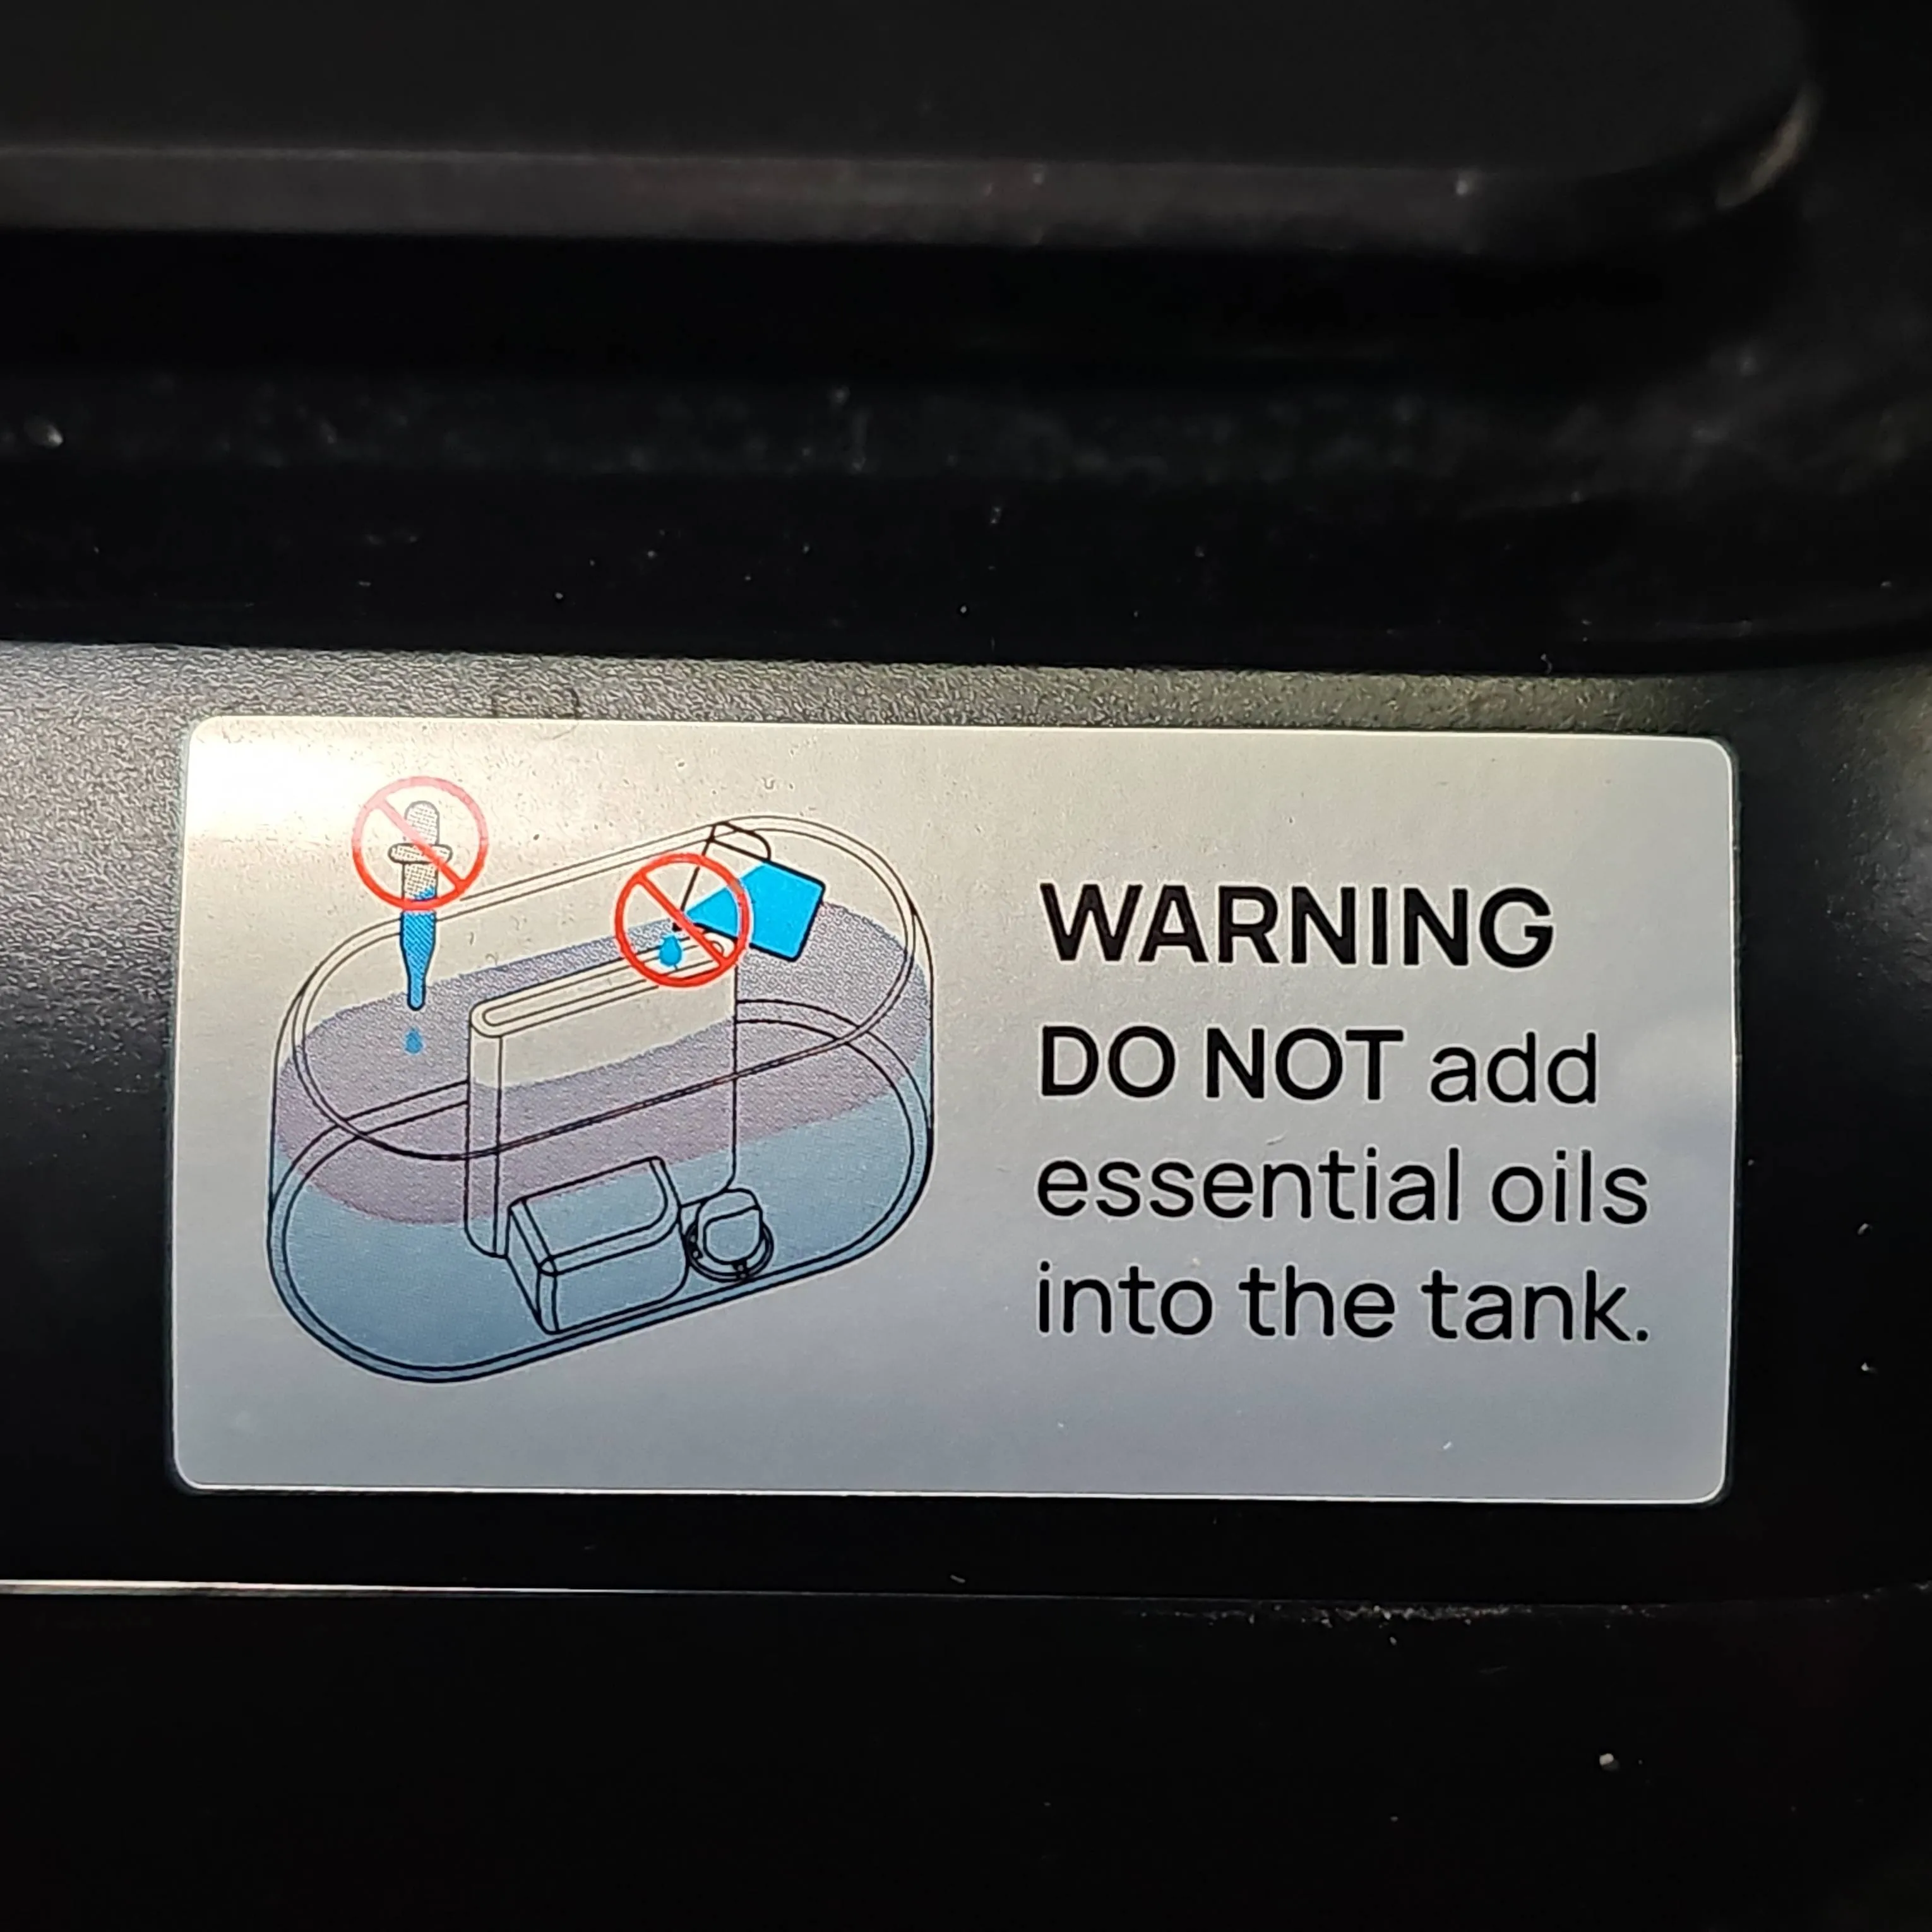 WARNING
DO NOT add
essential oils
into the tank.